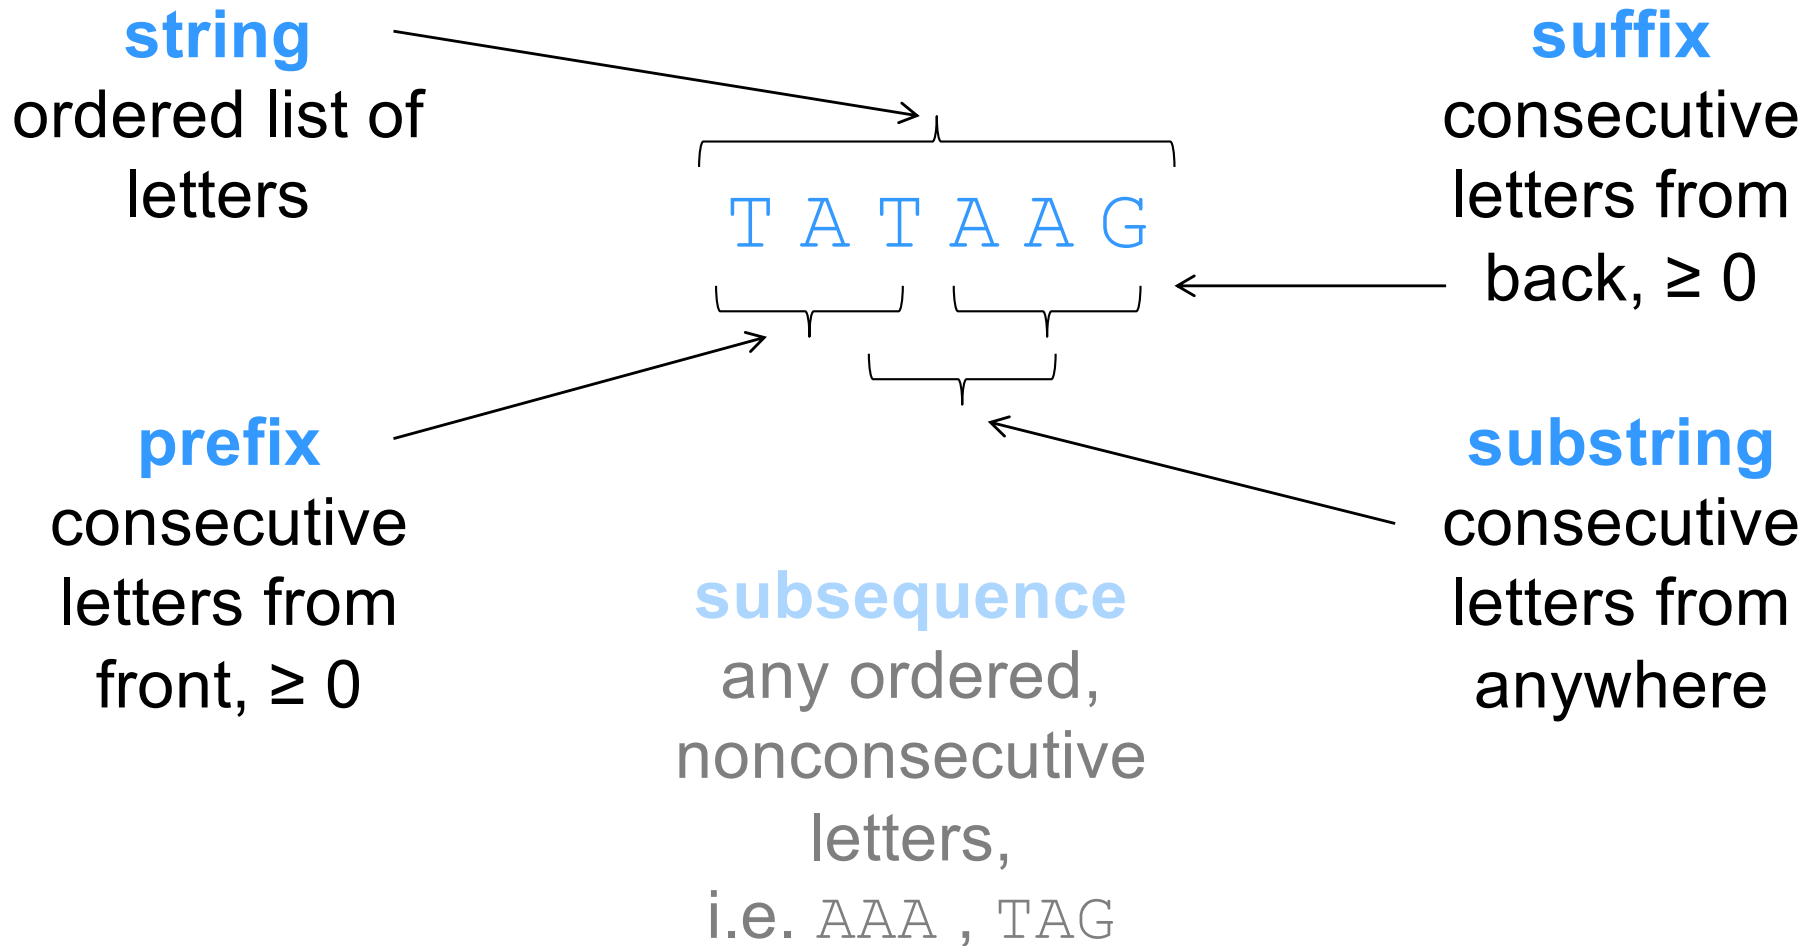 string
ordered list of
letters
T A T A A G
suffix
consecutive
letters from
back, ≥ 0
prefix
consecutive
letters from
front, ≥ 0
subsequence
any ordered,
nonconsecutive
letters,
i.e. AAA , TAG
substring
consecutive
letters from
anywhere